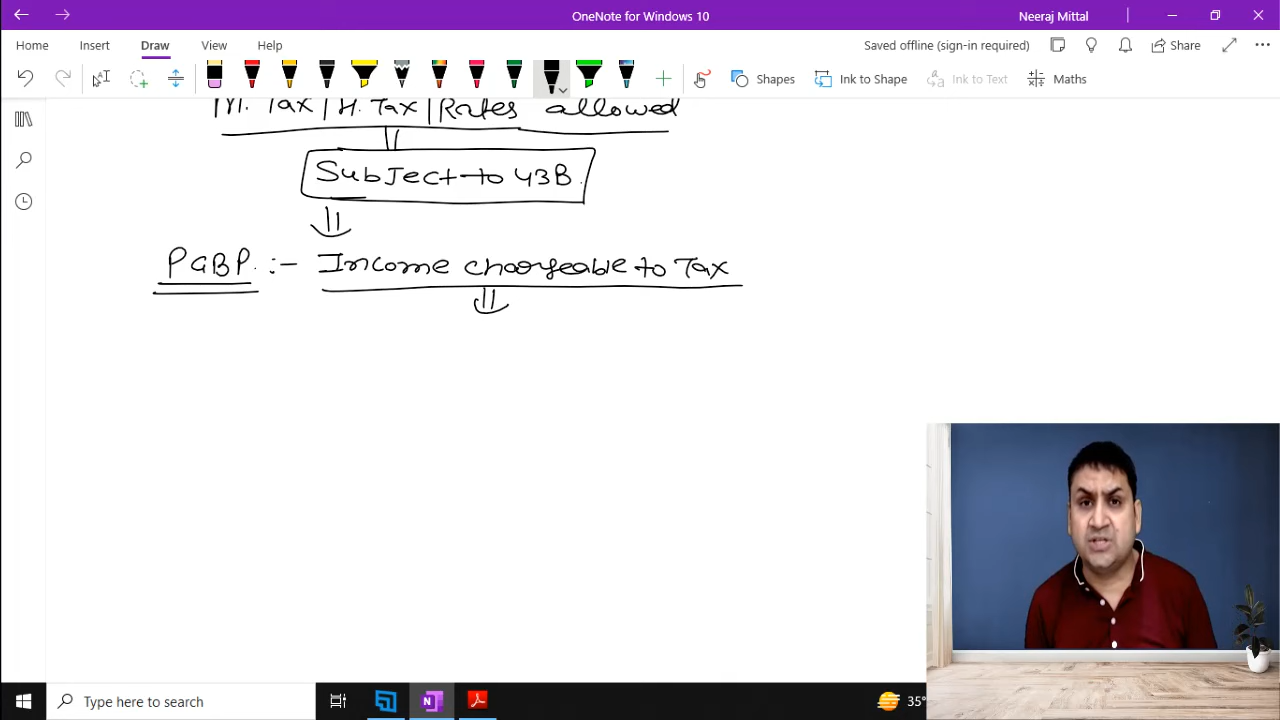 OneNote for Windows 10
Neeraj Mittal
Home Insert Draw View Help
Saved offline (sign-in required) Share
Shapes Ink to Shape Ink to Text Maths
M. Tax | H. Tax | Rates allowed
Subject to 43B.
PGBP. :- Income chargeable to Tax
Type here to search
35°